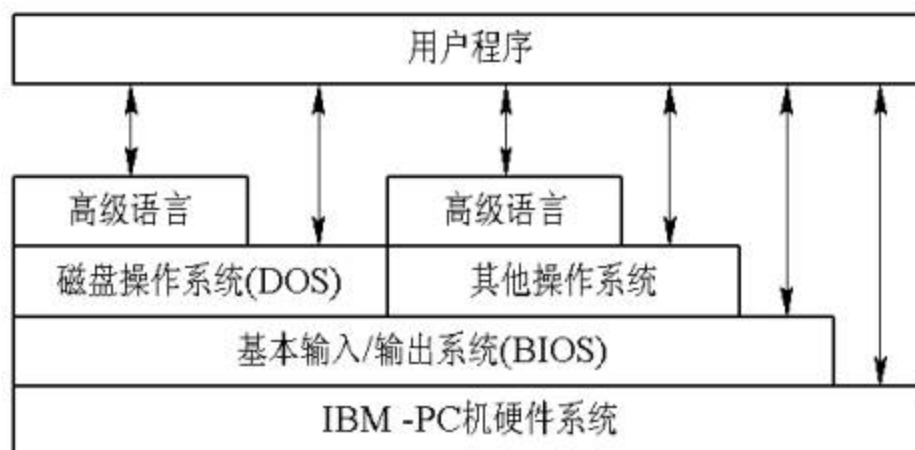 用户程序
高级语言 高级语言
磁盘操作系统(DOS) 其他操作系统
基本输入/输出系统(BIOS)
IBM -PC机硬件系统